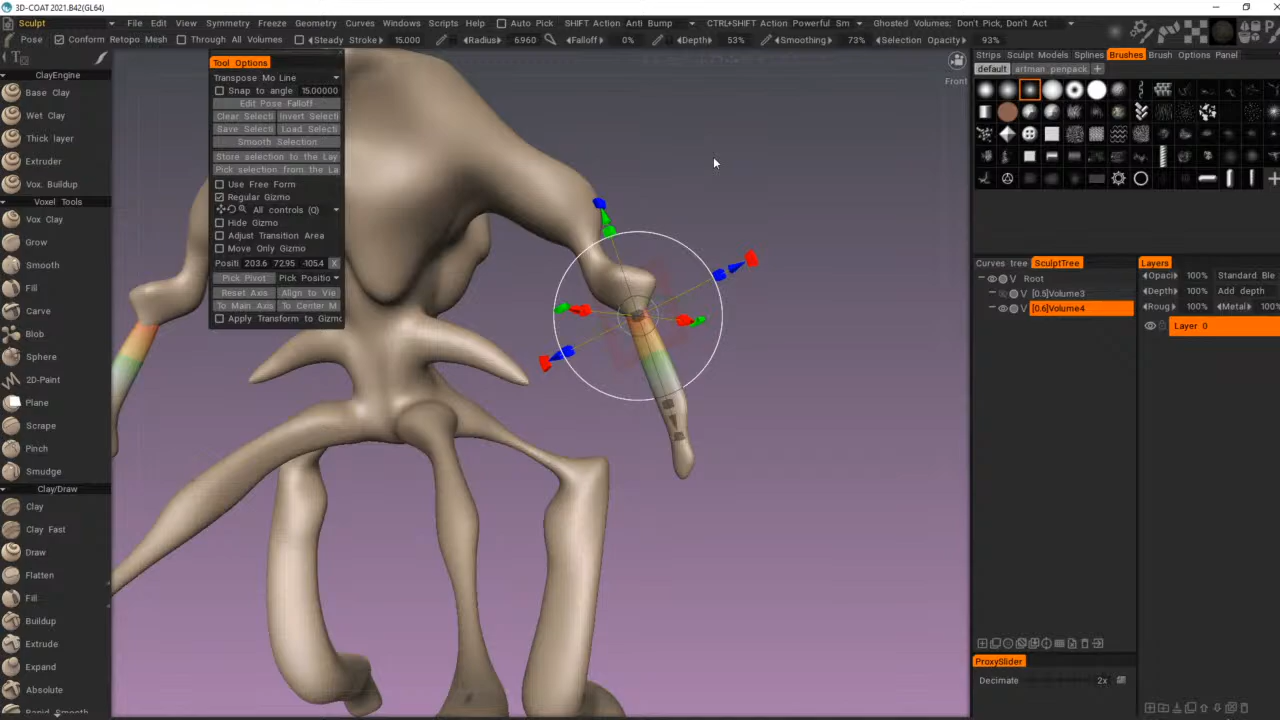 3D-COAT 2021.B42(GL64)
Sculpt File Edit View Symmetry Freeze Geometry Curves Windows Scripts Help Auto Pick SHIFT Action Anti Bump CTRL+SHIFT Action Powerful Sm Ghosted Volumes: Don't Pick, Don't Act
Pose Conform Retopo Mesh Through All Volumes Steady Stroke 15.000 Radius 6.960 Falloff 0% Depth 53% Smoothing 73% Selection Opacity 93%
ClayEngine
Base Clay
Wet Clay
Thick layer
Extruder
Vox. Buildup
Voxel Tools
Vox Clay
Grow
Smooth
Fill
Carve
Blob
Sphere
2D-Paint
Plane
Scrape
Pinch
Smudge
Clay/Draw
Clay
Clay Fast
Draw
Flatten
Fill
Buildup
Extrude
Expand
Absolute
Rapid Smooth
Tool Options
Transpose Mo Line
Snap to angle 15.00000
Edit Pose Falloff
Clear Selecti Invert Select
Save Selecti Load Selecti
Smooth Selection
Store selection to the Lay
Pick selection from the La
Use Free Form
Regular Gizmo
All controls (Q)
Hide Gizmo
Adjust Transition Area
Move Only Gizmo
Positi 203.6 72.95 -105.4 X
Pick Pivot Pick Positio
Reset Axis Align to Vie
To Main Axis To Center M
Apply Transform to Gizmo
Front
Strips Sculpt Models Splines Brushes Brush Options Panel
default artman penpack +
Curves tree SculptTree
V Root
V [0.5]Volume3
V [0.6]Volume4
ProxySlider
Decimate 2x
Layers
Opaci 100% Standard Ble
Depth 100% Add depth
Roug 100% Metal 100%
Layer 0